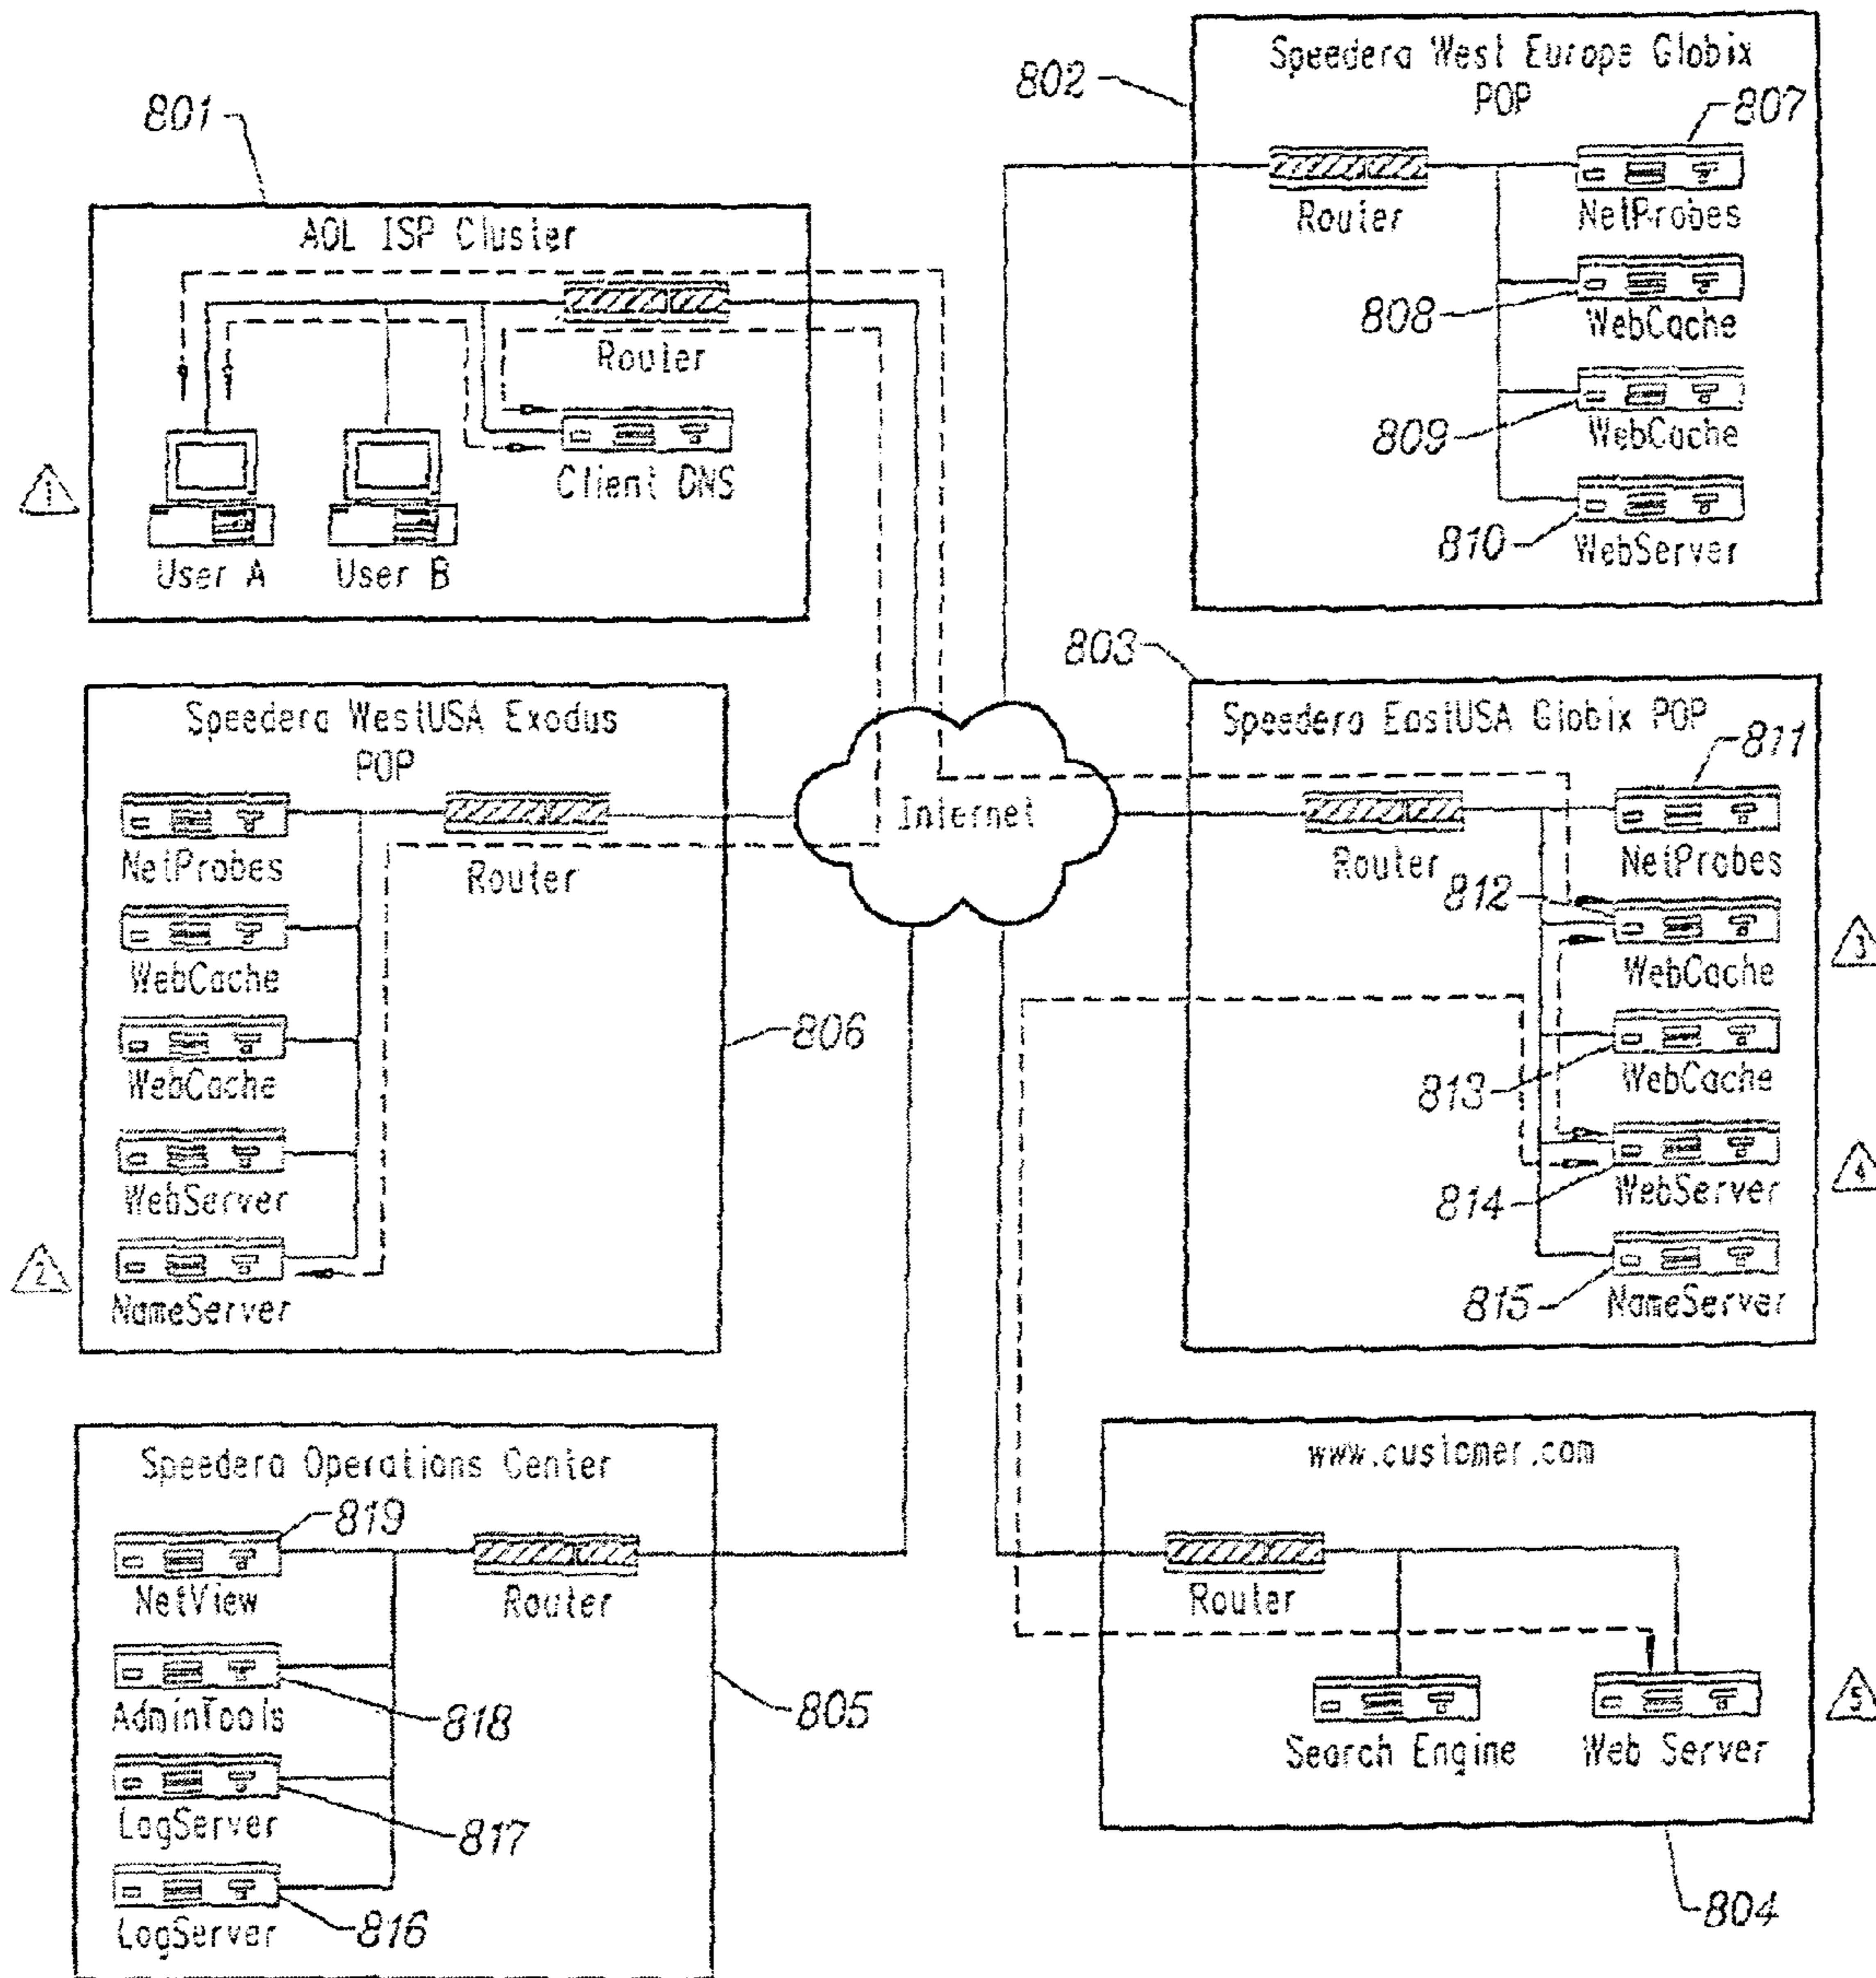 801
AOL ISP Cluster
Router
Client DNS
User A
User B
1
802
Speedera West Europe Globix
POP
807
Router
NetProbes
808
WebCache
809
WebCache
810
WebServer
806
Speedera WestUSA Exodus
POP
NetProbes
Router
WebCache
WebCache
WebServer
2
NameServer
Internet
803
Speedera EastUSA Globix POP
811
Router
NetProbes
812
WebCache
3
813
WebCache
814
WebServer
4
815
NameServer
Speedera Operations Center
819
NetView
Router
AdminTools
818
805
LogServer
817
LogServer
816
www.customer.com
Router
Search Engine
Web Server
5
804